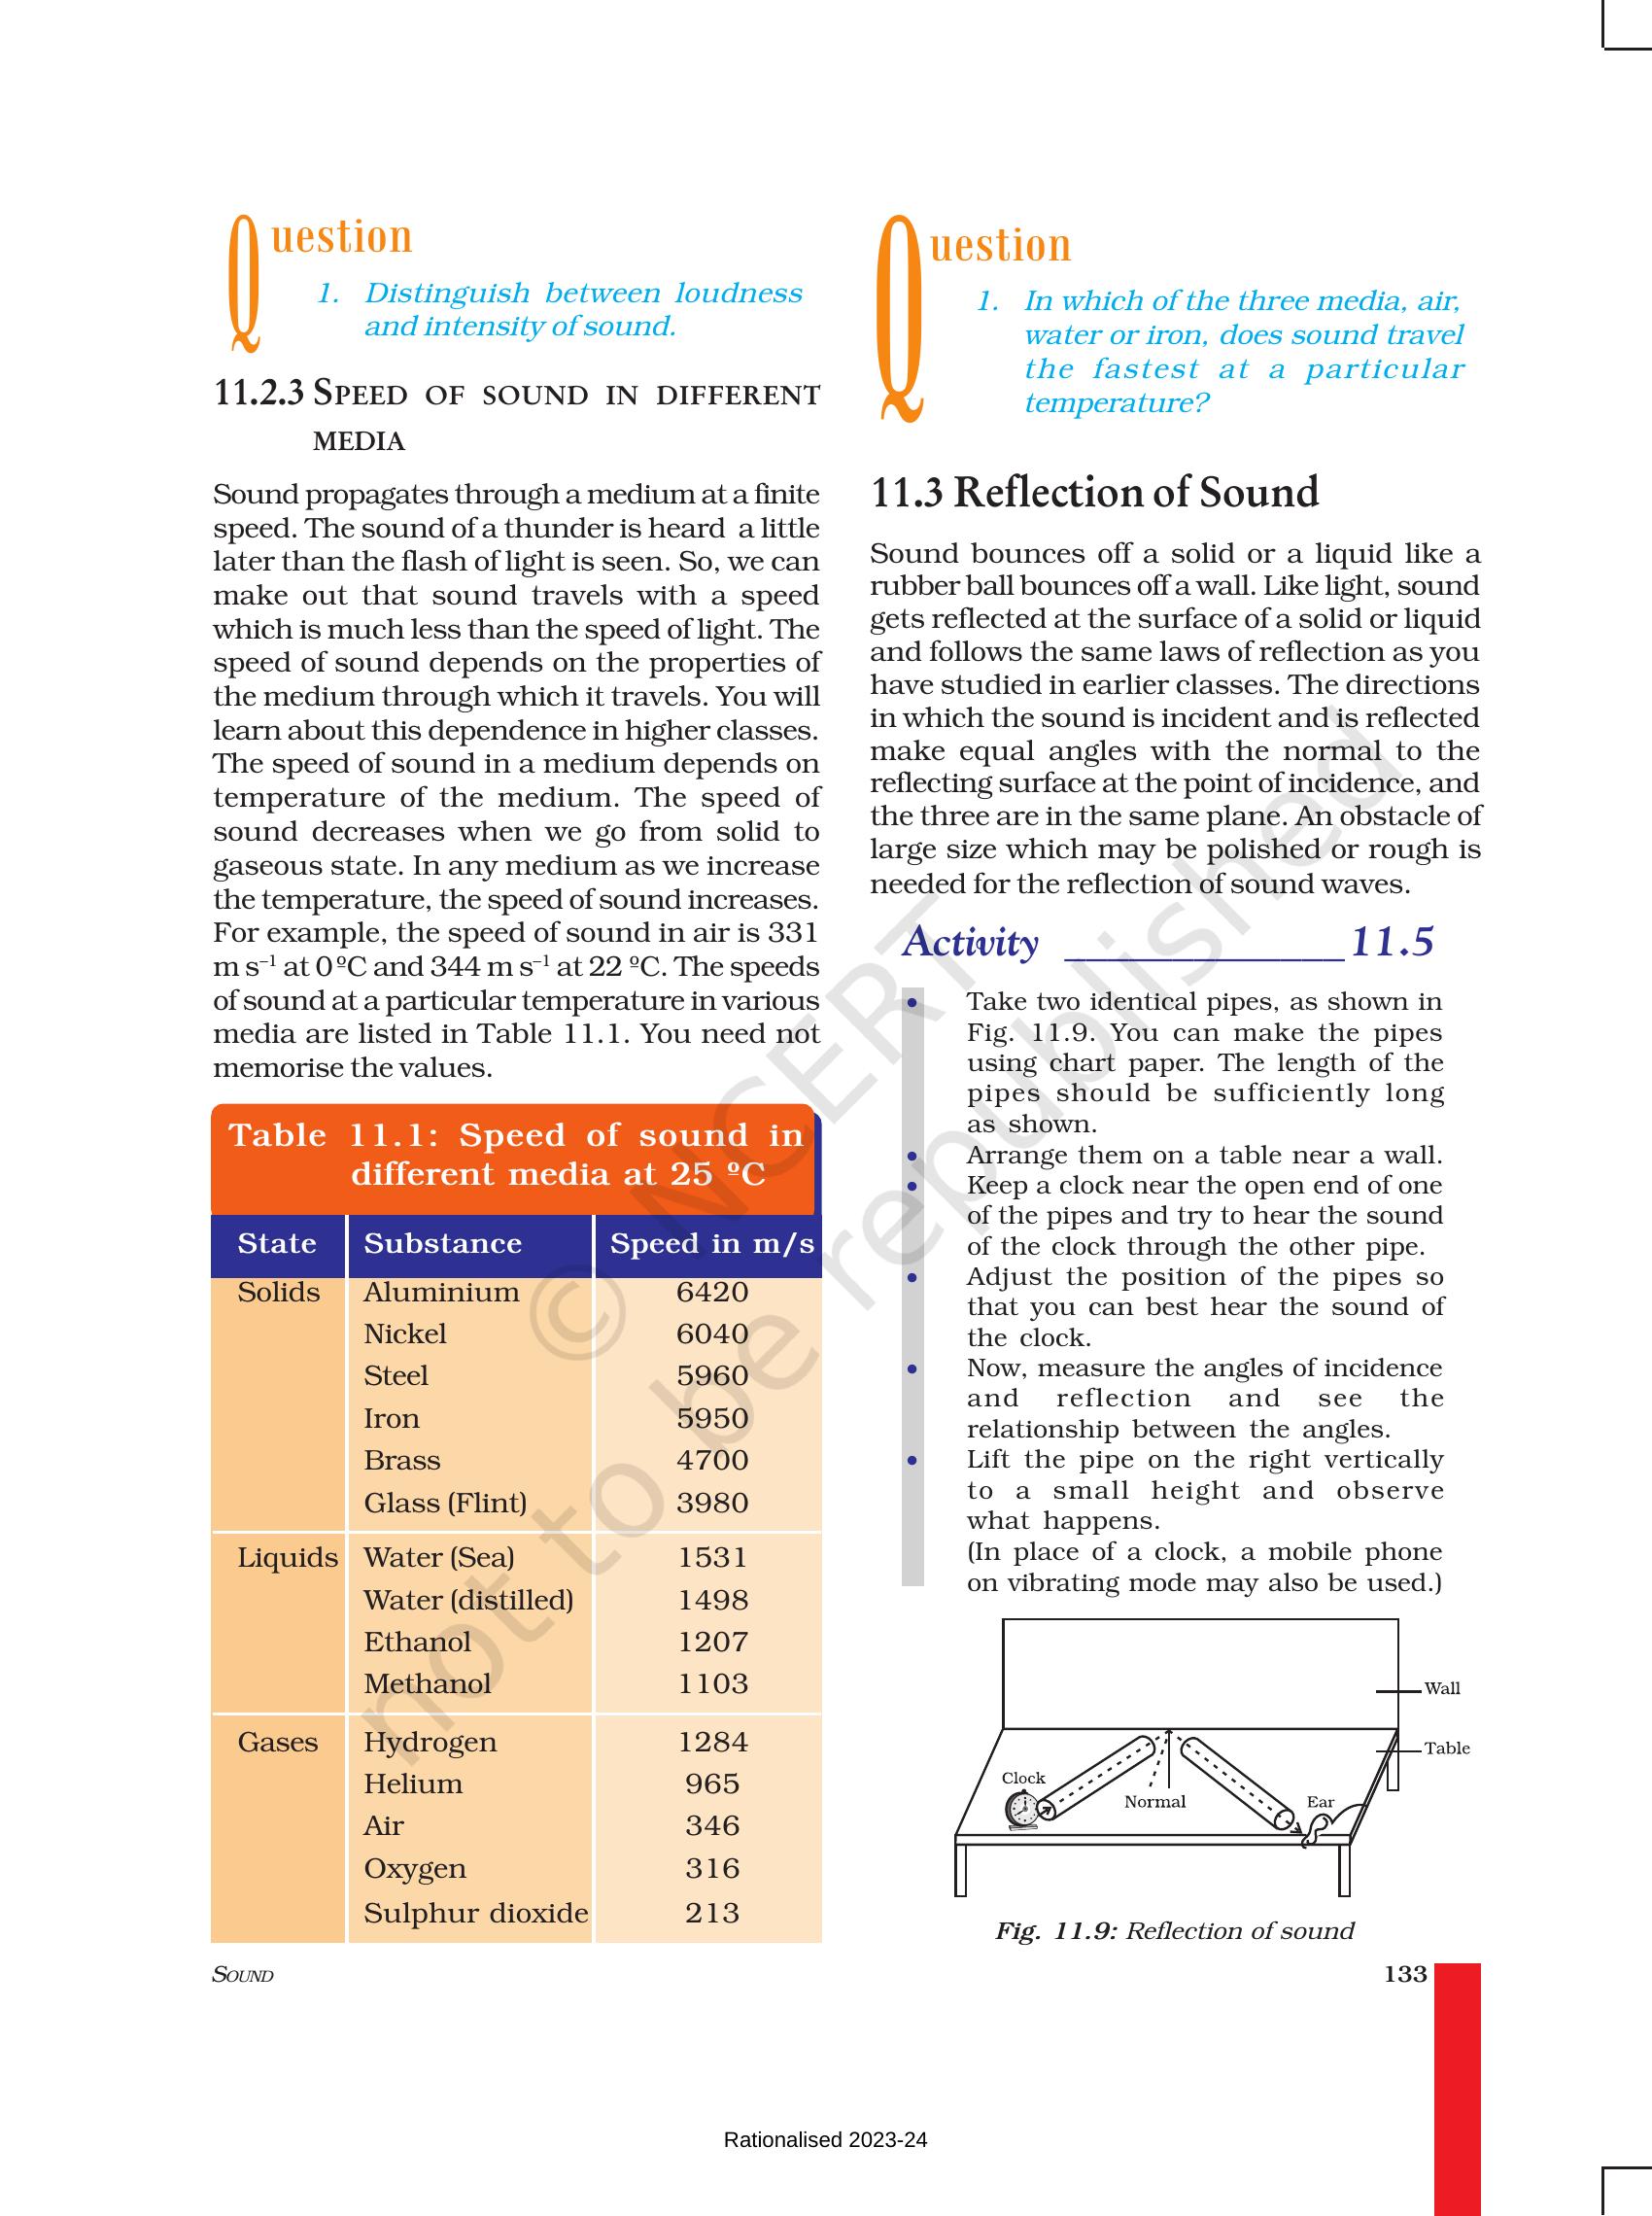 Question
1. Distinguish between loudness
and intensity of sound.
11.2.3 SPEED OF SOUND IN DIFFERENT
MEDIA
Sound propagates through a medium at a finite
speed. The sound of a thunder is heard a little
later than the flash of light is seen. So, we can
make out that sound travels with a speed
which is much less than the speed of light. The
speed of sound depends on the properties of
the medium through which it travels. You will
learn about this dependence in higher classes.
The speed of sound in a medium depends on
temperature of the medium. The speed of
sound decreases when we go from solid to
gaseous state. In any medium as we increase
the temperature, the speed of sound increases.
For example, the speed of sound in air is 331
m s⁻¹ at 0 ºC and 344 m s⁻¹ at 22 ºC. The speeds
of sound at a particular temperature in various
media are listed in Table 11.1. You need not
memorise the values.
Table 11.1: Speed of sound in
different media at 25 ºC
State Substance Speed in m/s
Solids Aluminium 6420
Nickel 6040
Steel 5960
Iron 5950
Brass 4700
Glass (Flint) 3980
Liquids Water (Sea) 1531
Water (distilled) 1498
Ethanol 1207
Methanol 1103
Gases Hydrogen 1284
Helium 965
Air 346
Oxygen 316
Sulphur dioxide 213
Question
1. In which of the three media, air,
water or iron, does sound travel
the fastest at a particular
temperature?
11.3 Reflection of Sound
Sound bounces off a solid or a liquid like a
rubber ball bounces off a wall. Like light, sound
gets reflected at the surface of a solid or liquid
and follows the same laws of reflection as you
have studied in earlier classes. The directions
in which the sound is incident and is reflected
make equal angles with the normal to the
reflecting surface at the point of incidence, and
the three are in the same plane. An obstacle of
large size which may be polished or rough is
needed for the reflection of sound waves.
Activity ______________ 11.5
• Take two identical pipes, as shown in
Fig. 11.9. You can make the pipes
using chart paper. The length of the
pipes should be sufficiently long
as shown.
• Arrange them on a table near a wall.
• Keep a clock near the open end of one
of the pipes and try to hear the sound
of the clock through the other pipe.
• Adjust the position of the pipes so
that you can best hear the sound of
the clock.
• Now, measure the angles of incidence
and reflection and see the
relationship between the angles.
• Lift the pipe on the right vertically
to a small height and observe
what happens.
(In place of a clock, a mobile phone
on vibrating mode may also be used.)
Wall
Table
Clock
Normal
Ear
Fig. 11.9: Reflection of sound
SOUND
133
© NCERT
not to be republished
Rationalised 2023-24